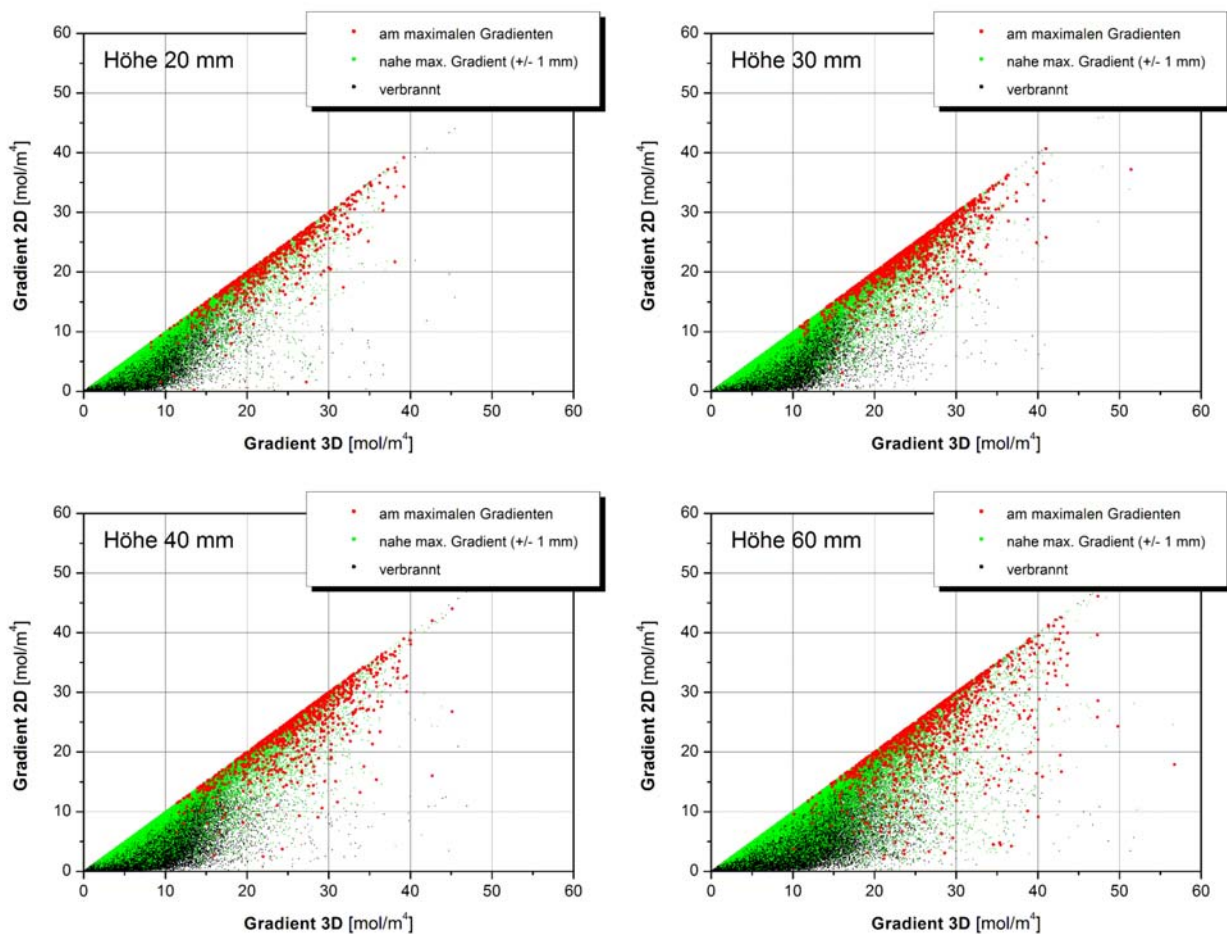 60
50
40
30
20
10
0
Gradient 2D [mol/m⁴]
Höhe 20 mm
am maximalen Gradienten
nahe max. Gradient (+/- 1 mm)
verbrannt
0 10 20 30 40 50 60
Gradient 3D [mol/m⁴]
60
50
40
30
20
10
0
Gradient 2D [mol/m⁴]
Höhe 30 mm
am maximalen Gradienten
nahe max. Gradient (+/- 1 mm)
verbrannt
0 10 20 30 40 50 60
Gradient 3D [mol/m⁴]
60
50
40
30
20
10
0
Gradient 2D [mol/m⁴]
Höhe 40 mm
am maximalen Gradienten
nahe max. Gradient (+/- 1 mm)
verbrannt
0 10 20 30 40 50 60
Gradient 3D [mol/m⁴]
60
50
40
30
20
10
0
Gradient 2D [mol/m⁴]
Höhe 60 mm
am maximalen Gradienten
nahe max. Gradient (+/- 1 mm)
verbrannt
0 10 20 30 40 50 60
Gradient 3D [mol/m⁴]